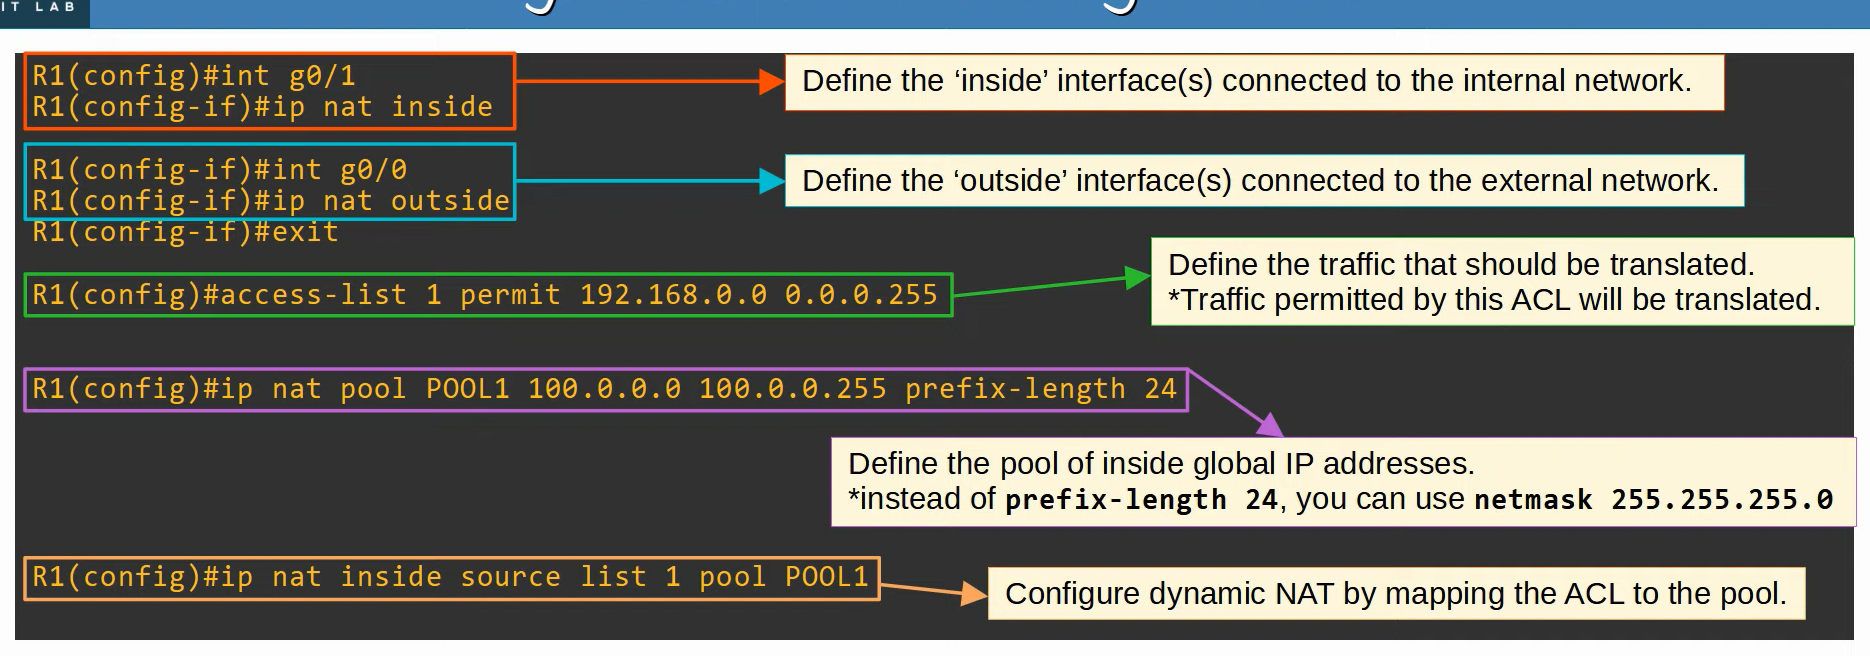 IT LAB
R1(config)#int g0/1
R1(config-if)#ip nat inside
Define the ‘inside’ interface(s) connected to the internal network.
R1(config-if)#int g0/0
R1(config-if)#ip nat outside
R1(config-if)#exit
Define the ‘outside’ interface(s) connected to the external network.
R1(config)#access-list 1 permit 192.168.0.0 0.0.0.255
Define the traffic that should be translated.
*Traffic permitted by this ACL will be translated.
R1(config)#ip nat pool POOL1 100.0.0.0 100.0.0.255 prefix-length 24
Define the pool of inside global IP addresses.
*instead of prefix-length 24, you can use netmask 255.255.255.0
R1(config)#ip nat inside source list 1 pool POOL1
Configure dynamic NAT by mapping the ACL to the pool.